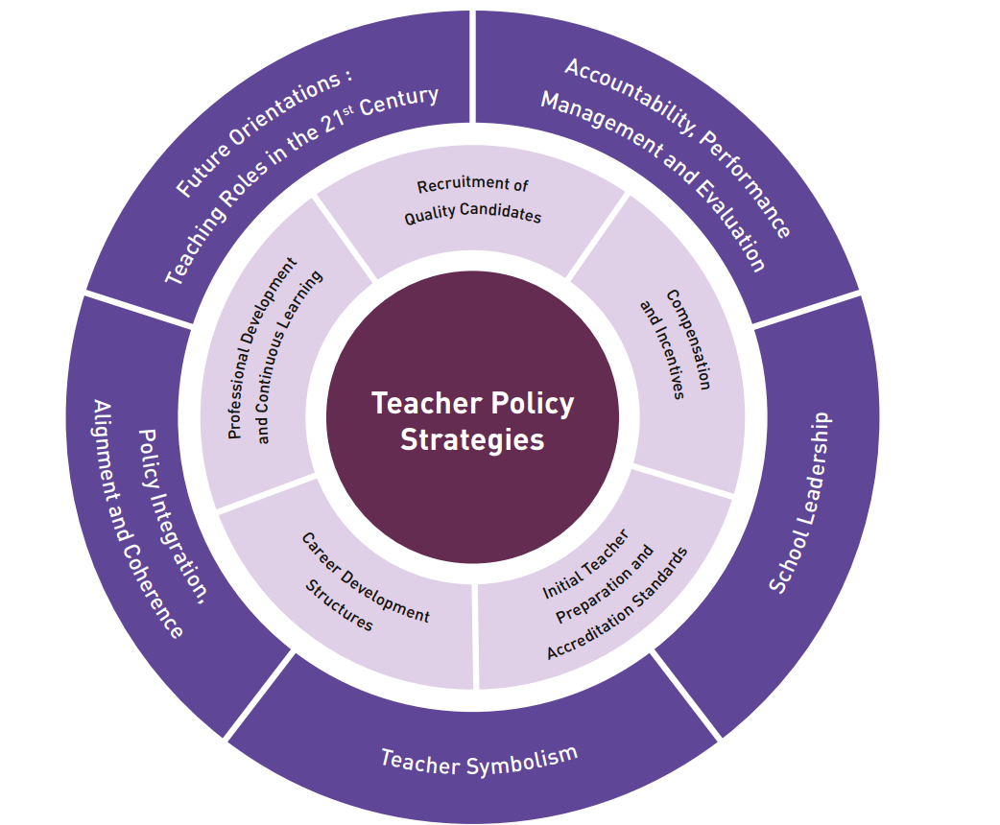 Future Orientations :
Teaching Roles in the 21st Century
Accountability, Performance
Management and Evaluation
Recruitment of
Quality Candidates
Professional Development
and Continuous Learning
Compensation
and Incentives
Teacher Policy
Strategies
Policy Integration,
Alignment and Coherence
School Leadership
Career Development
Structures
Initial Teacher
Preparation and
Accreditation Standards
Teacher Symbolism